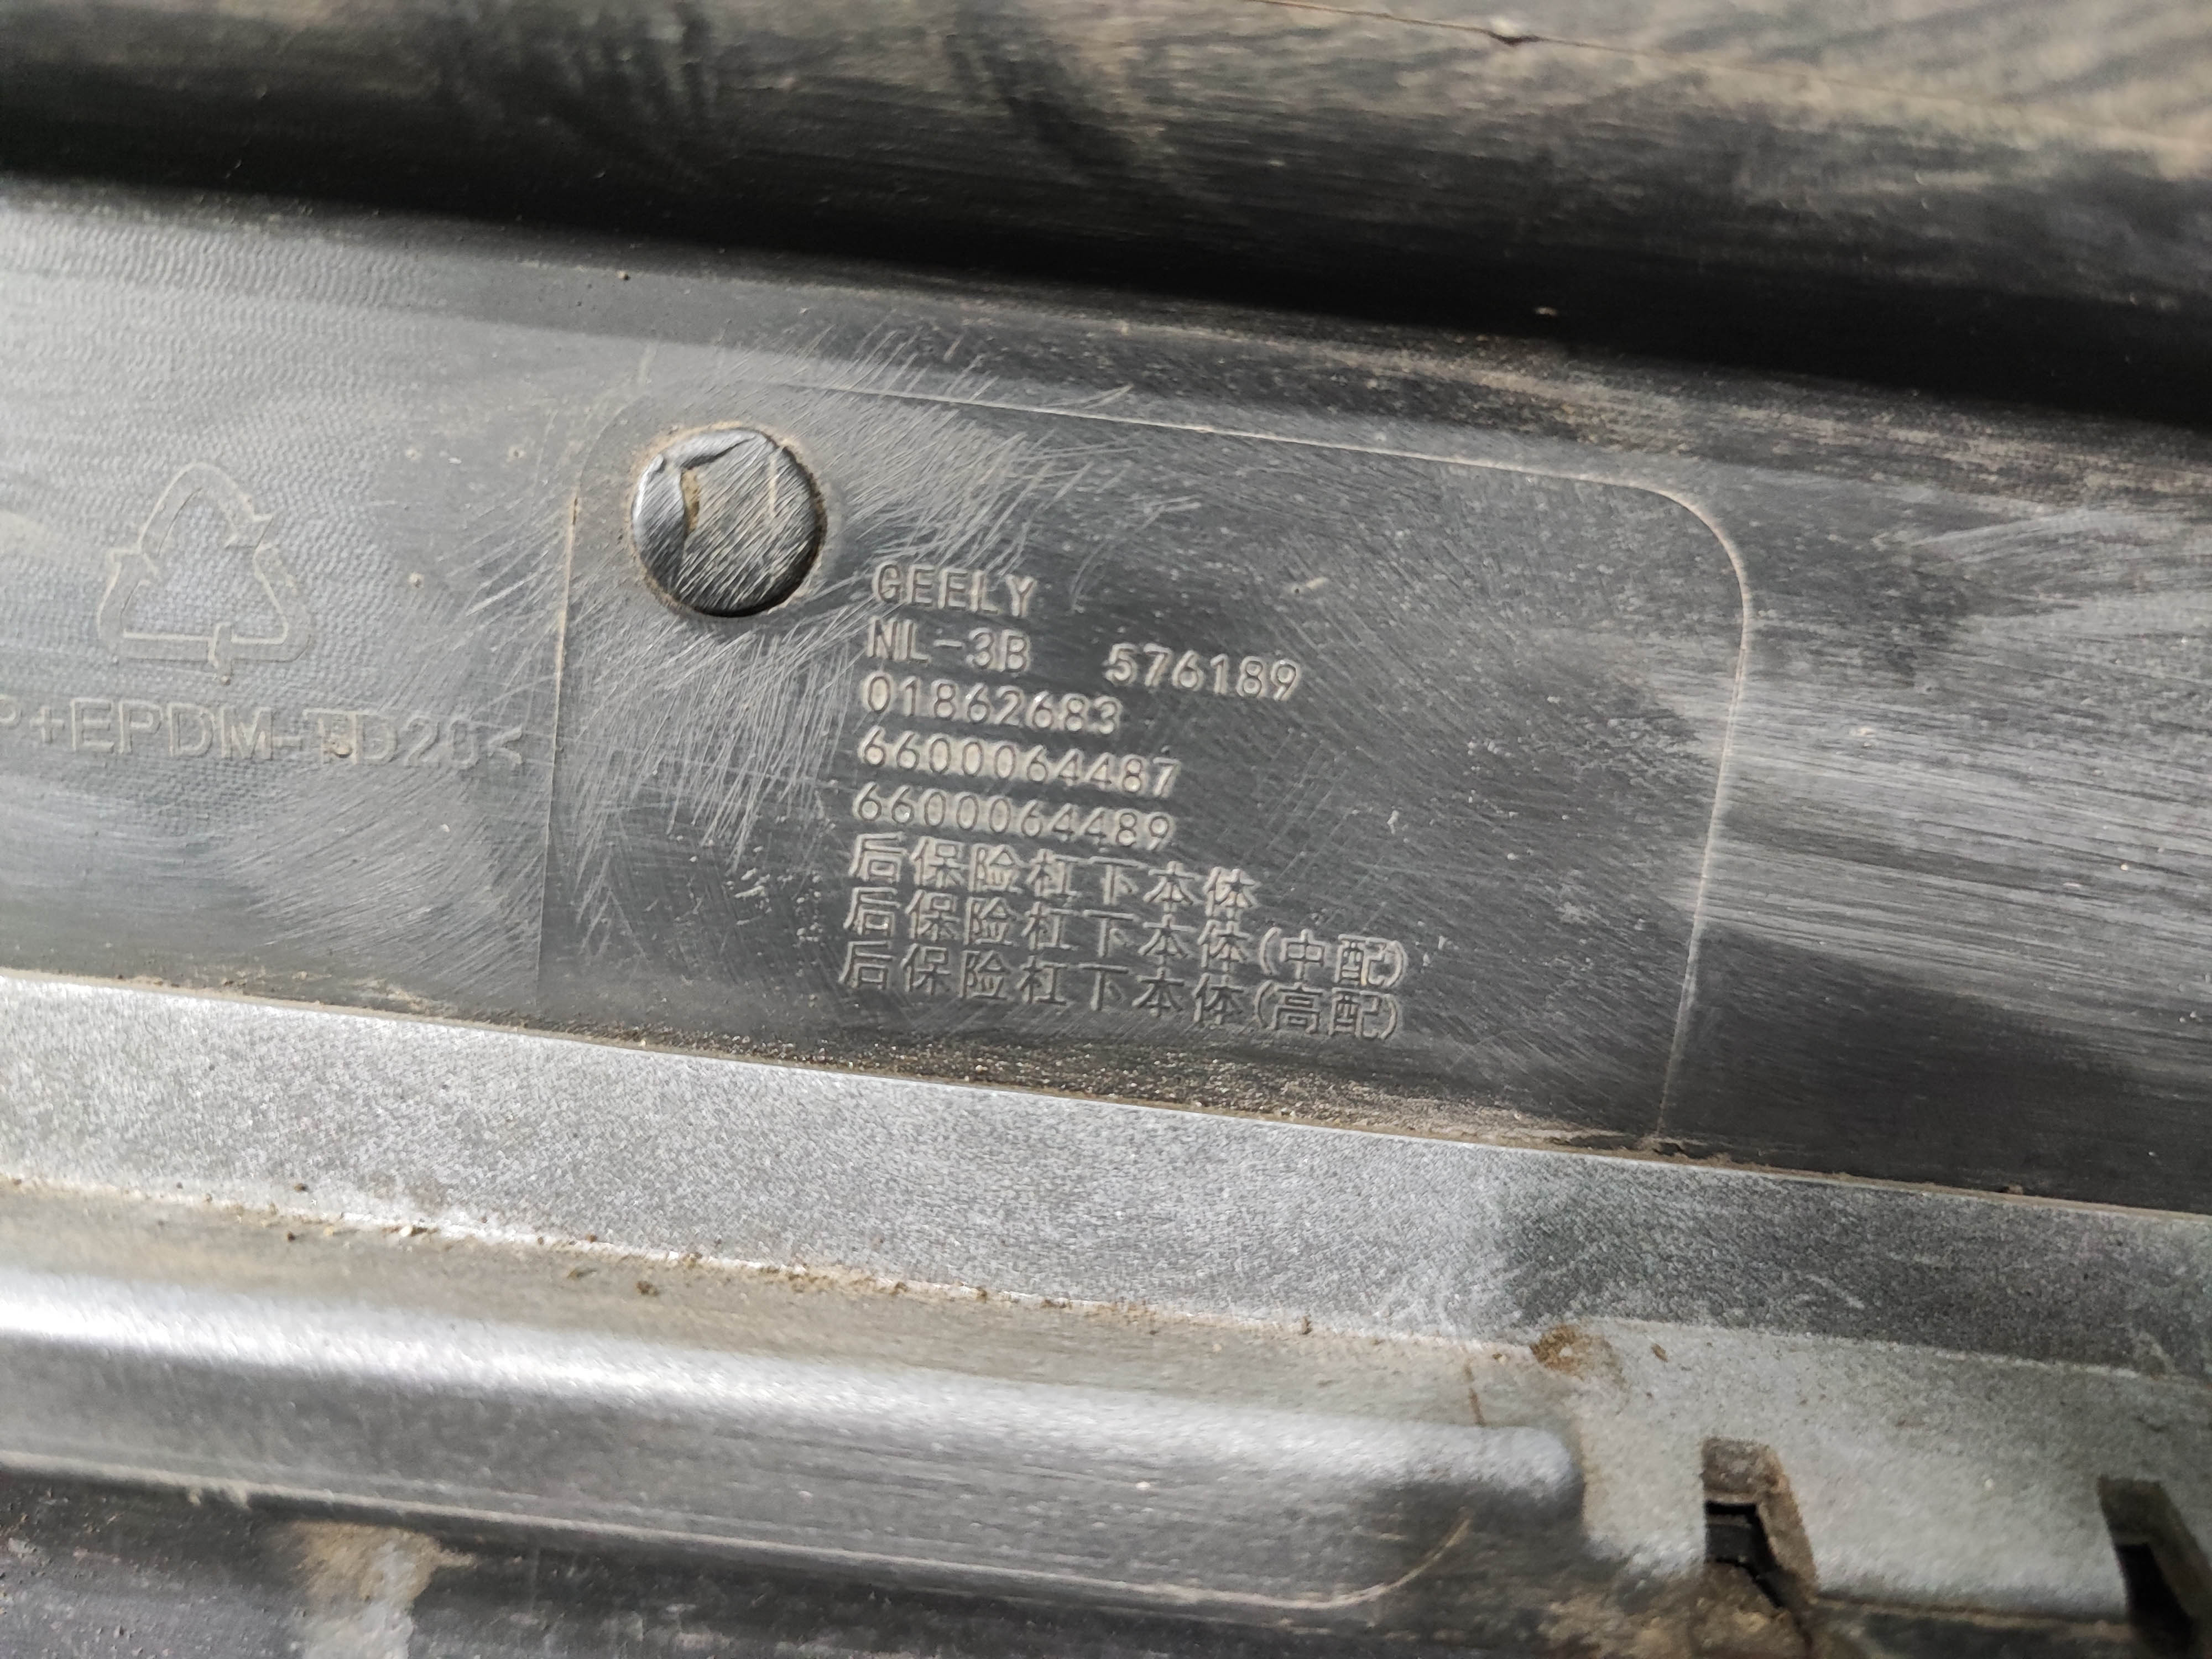 P+EPDM-TD20<
GEELY
NL-3B 576189
01862683
6600064487
6600064489
后保险杠下本体
后保险杠下本体(中配)
后保险杠下本体(高配)